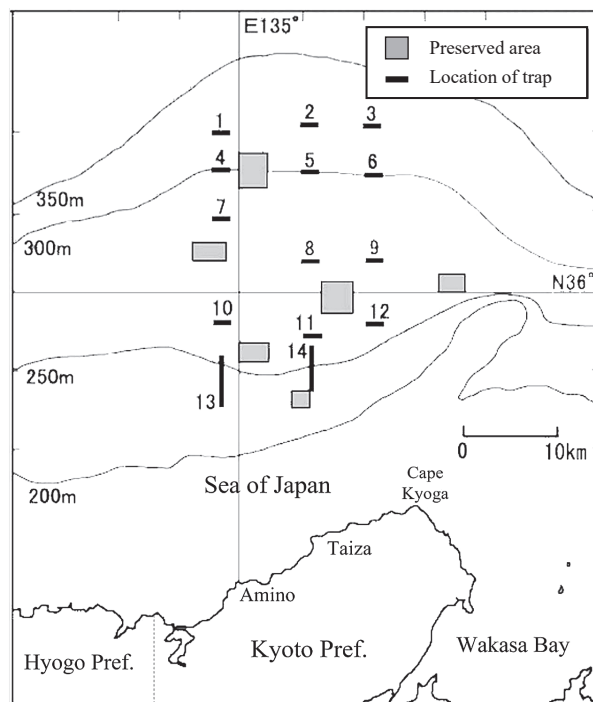 E135°
Preserved area
Location of trap
1
2
3
4
5
6
350m
7
300m
8
9
N36°
10
11
12
14
250m
13
0
10km
200m
Sea of Japan
Cape
Kyoga
Taiza
Amino
Hyogo Pref.
Kyoto Pref.
Wakasa Bay